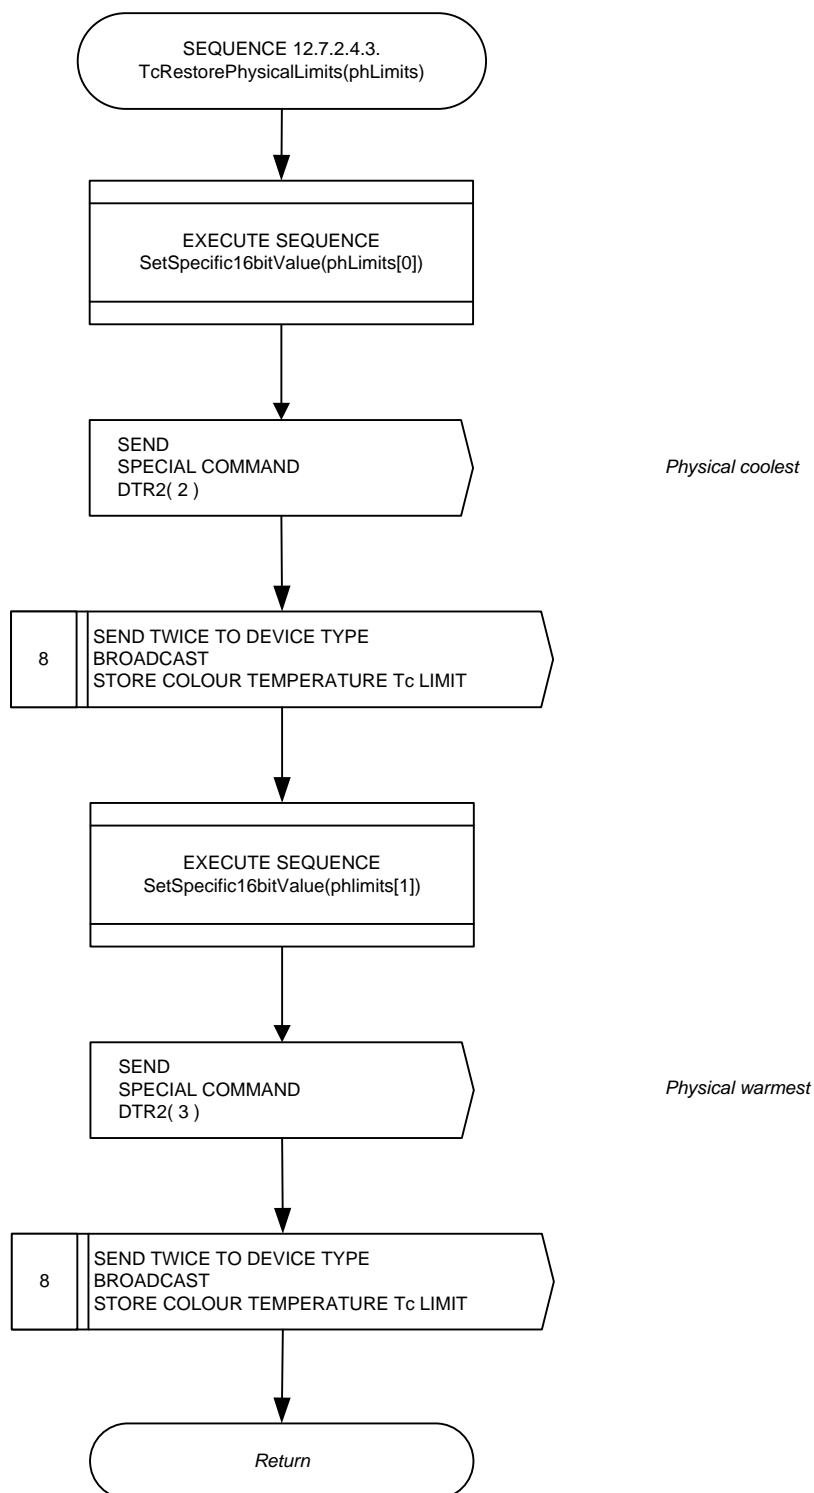 SEQUENCE 12.7.2.4.3.
TcRestorePhysicalLimits(phLimits)
EXECUTE SEQUENCE
SetSpecific16bitValue(phLimits[0])
SEND
SPECIAL COMMAND
DTR2( 2 )
Physical coolest
8
SEND TWICE TO DEVICE TYPE
BROADCAST
STORE COLOUR TEMPERATURE Tc LIMIT
EXECUTE SEQUENCE
SetSpecific16bitValue(phlimits[1])
SEND
SPECIAL COMMAND
DTR2( 3 )
Physical warmest
8
SEND TWICE TO DEVICE TYPE
BROADCAST
STORE COLOUR TEMPERATURE Tc LIMIT
Return